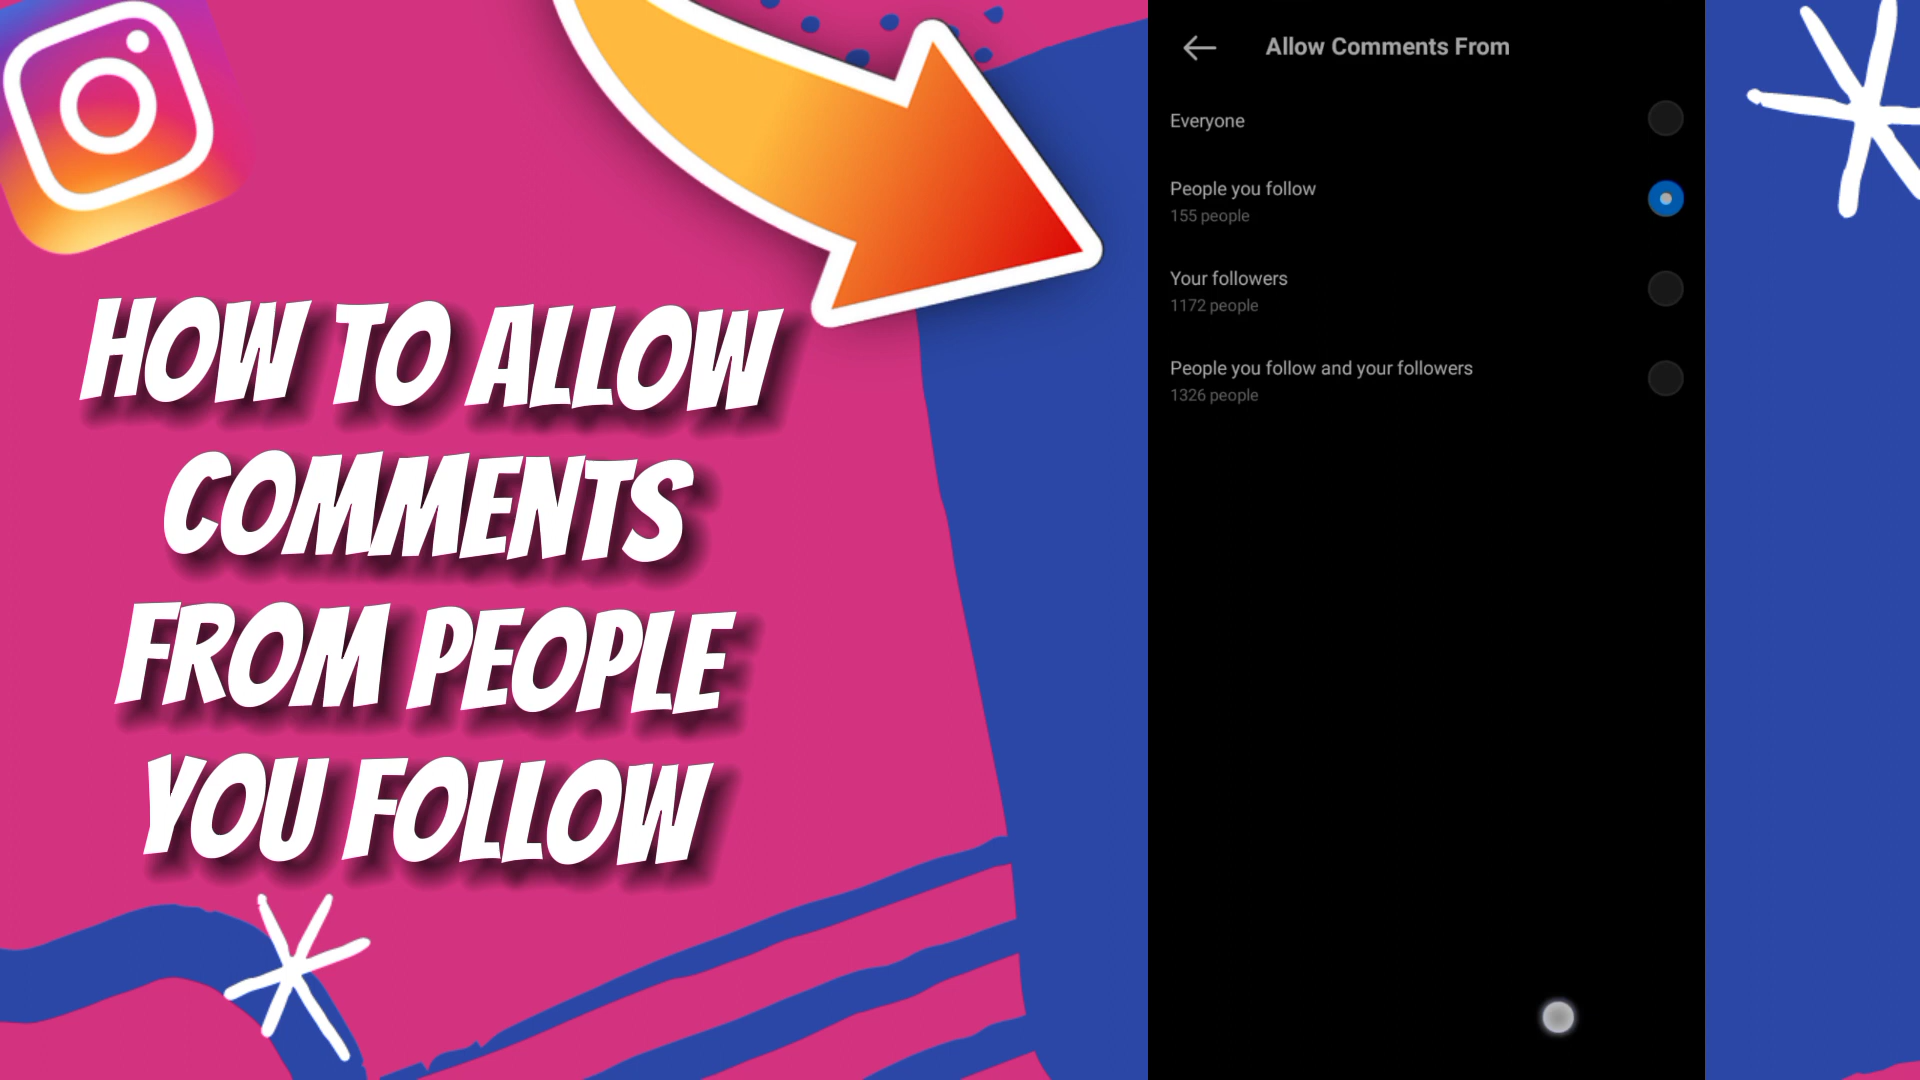 HOW TO ALLOW
COMMENTS
FROM PEOPLE
YOU FOLLOW
Allow Comments From
Everyone
People you follow
155 people
Your followers
1172 people
People you follow and your followers
1326 people